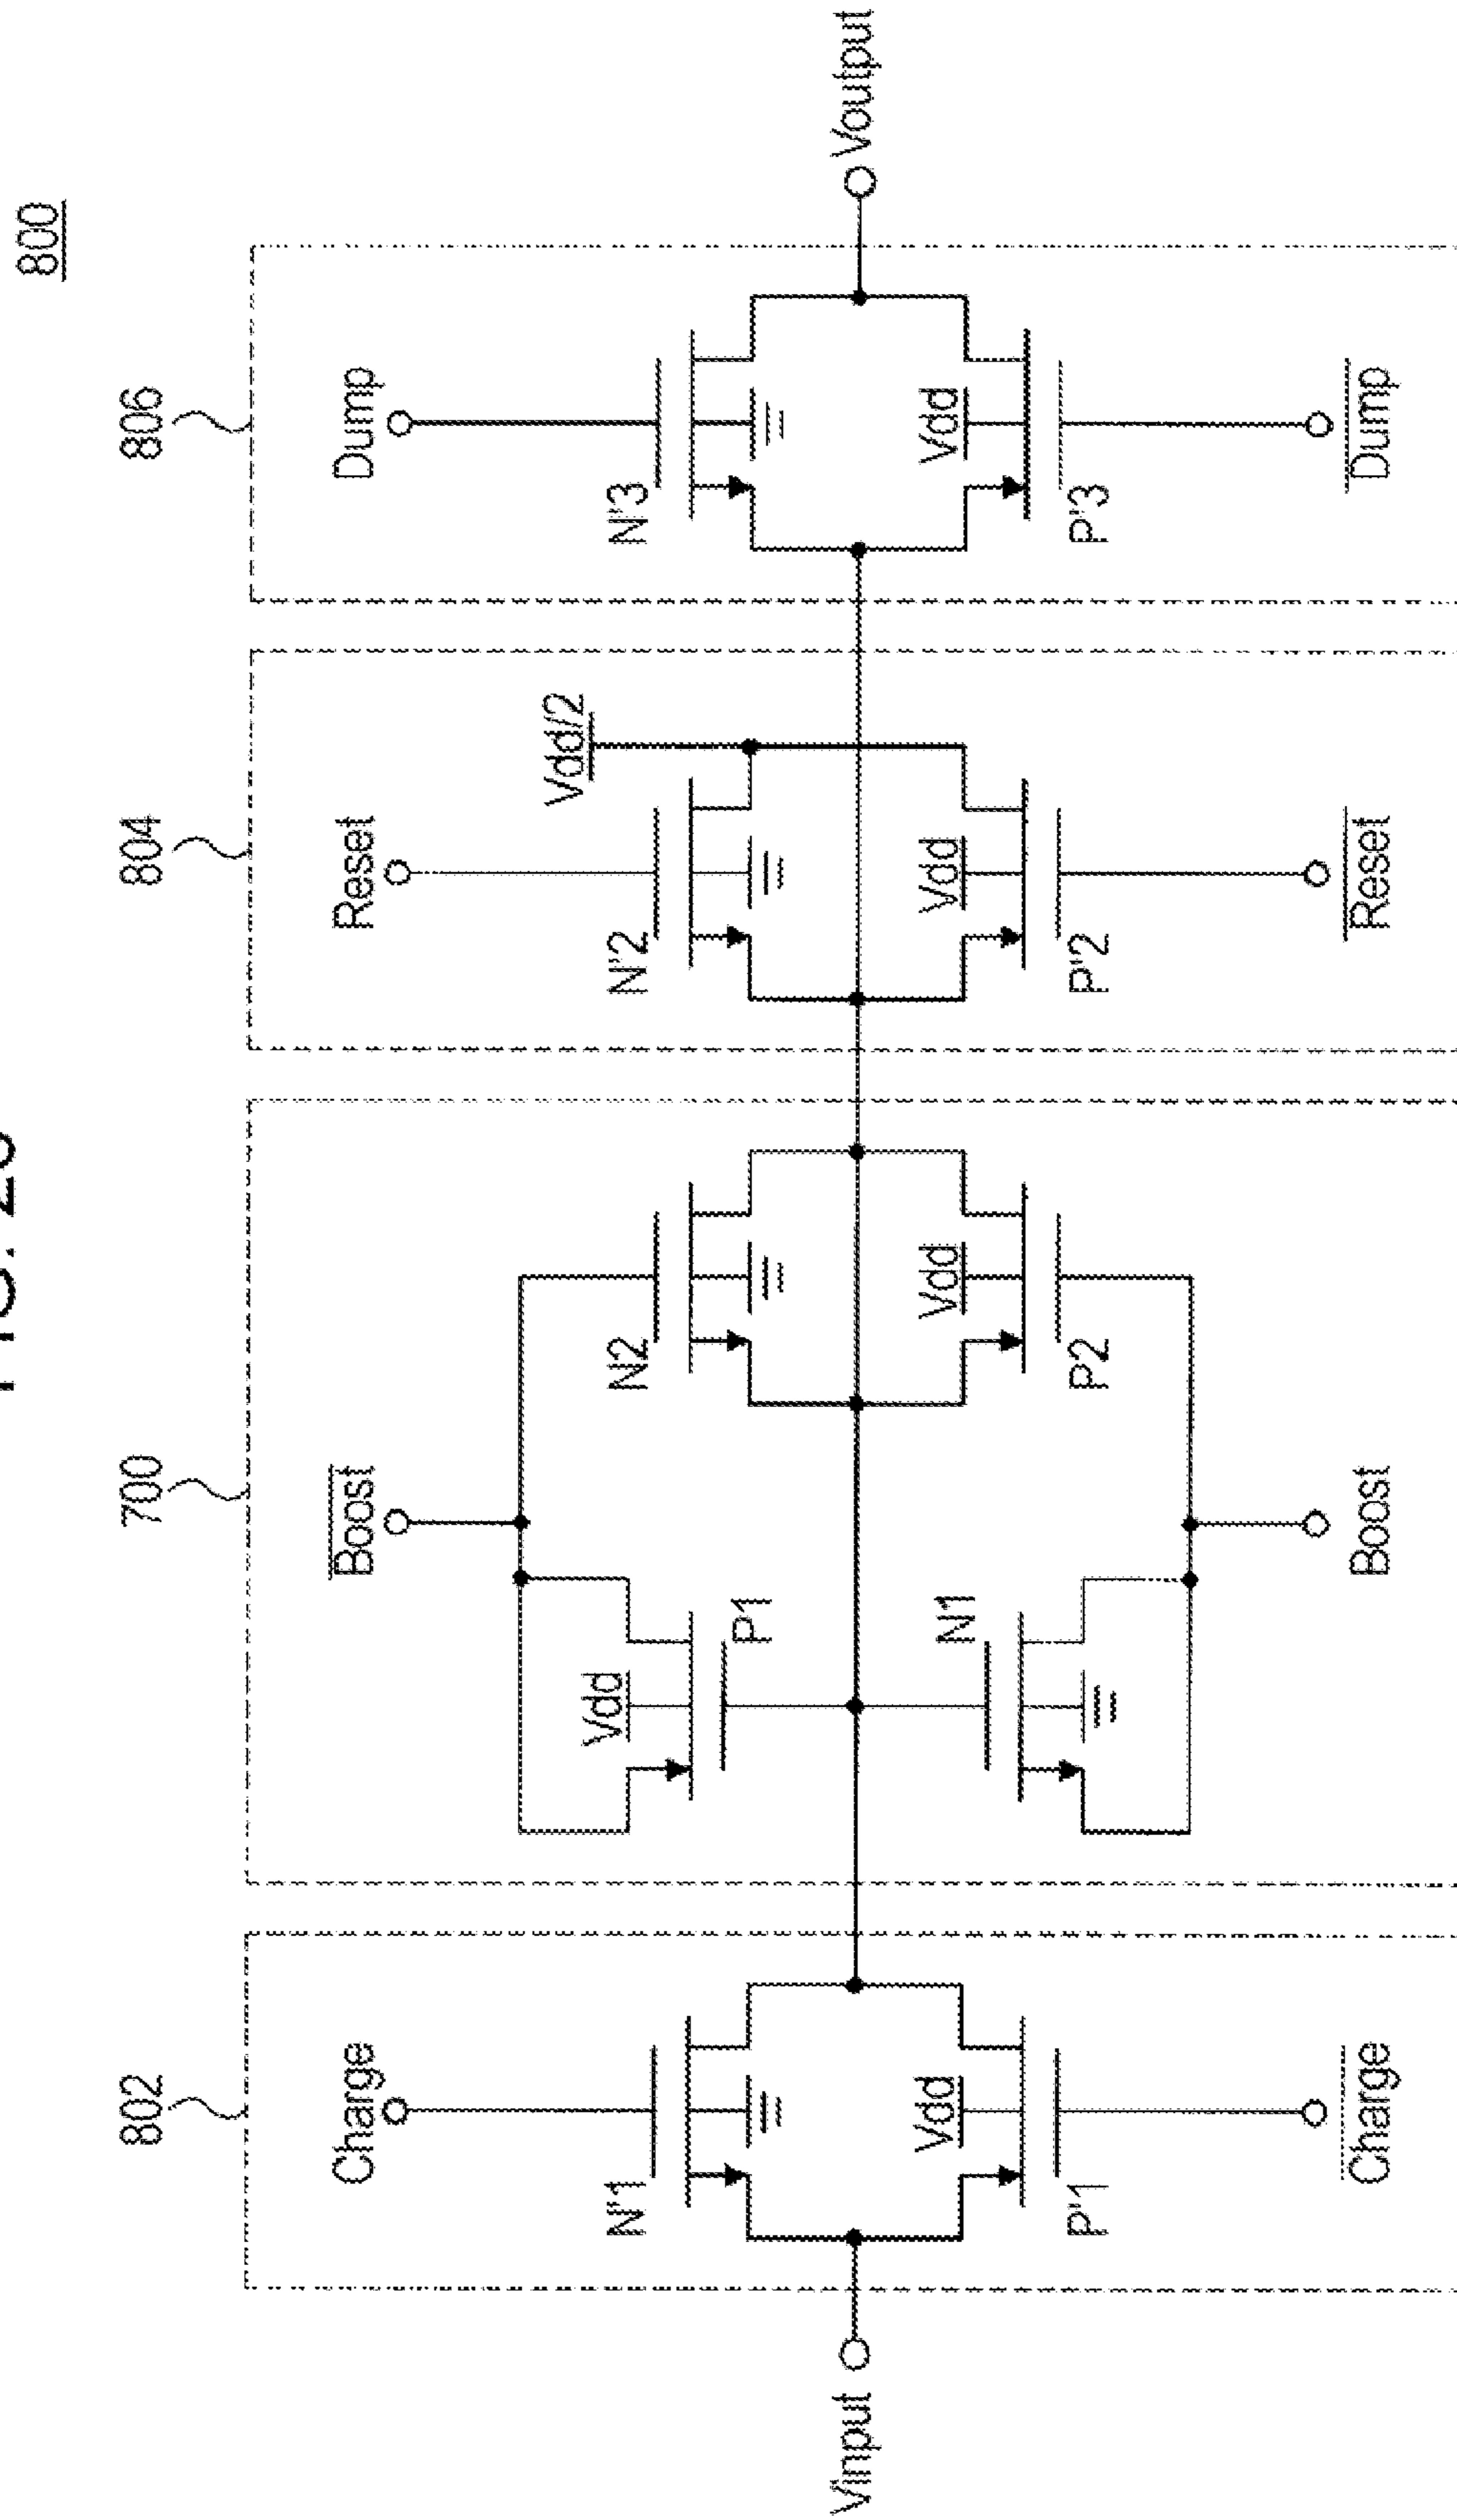 FIG.
800
802
700
804
806
Charge
Boost
Reset
Dump
Vdd/2
Vdd
N'1
P1
N2
N'2
N'3
Vinput
Voutput
Vdd
N1
Vdd
Vdd
Vdd
P'1
P2
P'2
P'3
Charge
Boost
Reset
Dump